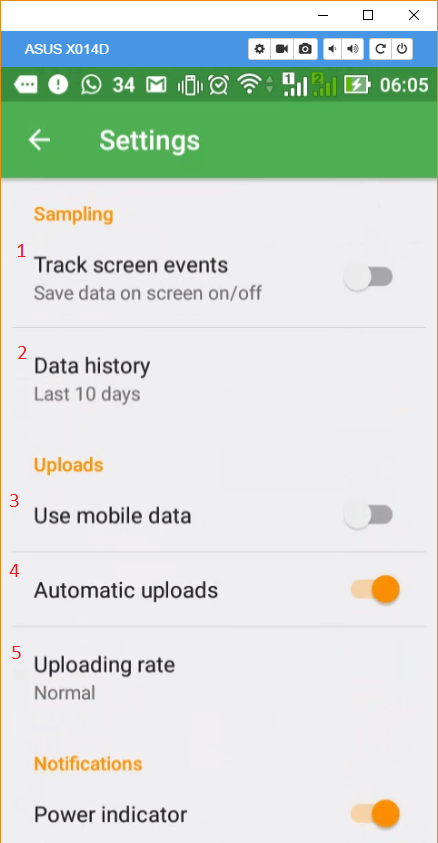 ASUS X014D
34 1 2 06:05
Settings
Sampling
1
Track screen events
Save data on screen on/off
2
Data history
Last 10 days
Uploads
3
Use mobile data
4
Automatic uploads
5
Uploading rate
Normal
Notifications
Power indicator